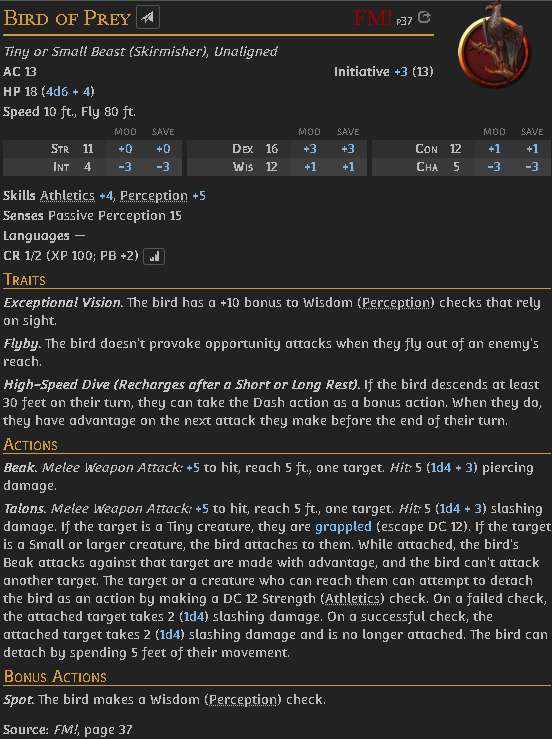 Bird of Prey FM! p37
Tiny or Small Beast (Skirmisher), Unaligned
AC 13 Initiative +3 (13)
HP 18 (4d6 + 4)
Speed 10 ft., Fly 80 ft.
MOD SAVE MOD SAVE MOD SAVE
Str 11 +0 +0 Dex 16 +3 +3 Con 12 +1 +1
Int 4 −3 −3 Wis 12 +1 +1 Cha 5 −3 −3
Skills Athletics +4, Perception +5
Senses Passive Perception 15
Languages —
CR 1/2 (XP 100; PB +2)
Traits
Exceptional Vision. The bird has a +10 bonus to Wisdom (Perception) checks that rely
on sight.
Flyby. The bird doesn't provoke opportunity attacks when they fly out of an enemy's
reach.
High-Speed Dive (Recharges after a Short or Long Rest). If the bird descends at least
30 feet on their turn, they can take the Dash action as a bonus action. When they do,
they have advantage on the next attack they make before the end of their turn.
Actions
Beak. Melee Weapon Attack: +5 to hit, reach 5 ft., one target. Hit: 5 (1d4 + 3) piercing
damage.
Talons. Melee Weapon Attack: +5 to hit, reach 5 ft., one target. Hit: 5 (1d4 + 3) slashing
damage. If the target is a Tiny creature, they are grappled (escape DC 12). If the target
is a Small or larger creature, the bird attaches to them. While attached, the bird's
Beak attacks against that target are made with advantage, and the bird can't attack
another target. The target or a creature who can reach them can attempt to detach
the bird as an action by making a DC 12 Strength (Athletics) check. On a failed check,
the attached target takes 2 (1d4) slashing damage. On a successful check, the
attached target takes 2 (1d4) slashing damage and is no longer attached. The bird can
detach by spending 5 feet of their movement.
Bonus Actions
Spot. The bird makes a Wisdom (Perception) check.
Source: FM!, page 37